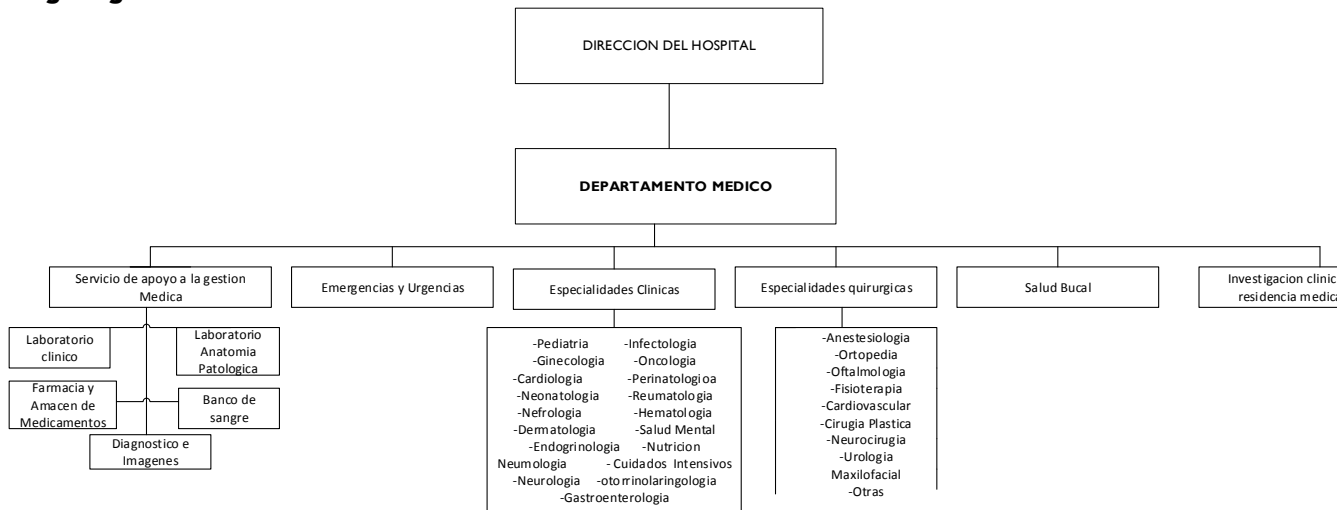 DIRECCION DEL HOSPITAL
DEPARTAMENTO MEDICO
Servicio de apoyo a la gestion
Medica
Emergencias y Urgencias
Especialidades Clinicas
Especialidades quirurgicas
Salud Bucal
Investigacion clinic
residencia medica
Laboratorio
clinico
Laboratorio
Anatomia
Patologica
Farmacia y
Amacen de
Medicamentos
Banco de
sangre
Diagnostico e
Imagenes
-Pediatria -Infectologia
-Ginecologia -Oncologia
-Cardiologia -Perinatologioa
-Neonatologia -Reumatologia
-Nefrologia -Hematologia
-Dermatologia -Salud Mental
-Endogrinologia -Nutricion
Neumologia - Cuidados Intensivos
-Neurologia -otorrinolaringologia
-Gastroenterologia
-Anestesiologia
-Ortopedia
-Oftalmologia
-Fisioterapia
-Cardiovascular
-Cirugia Plastica
-Neurocirugia
-Urologia
Maxilofacial
-Otras